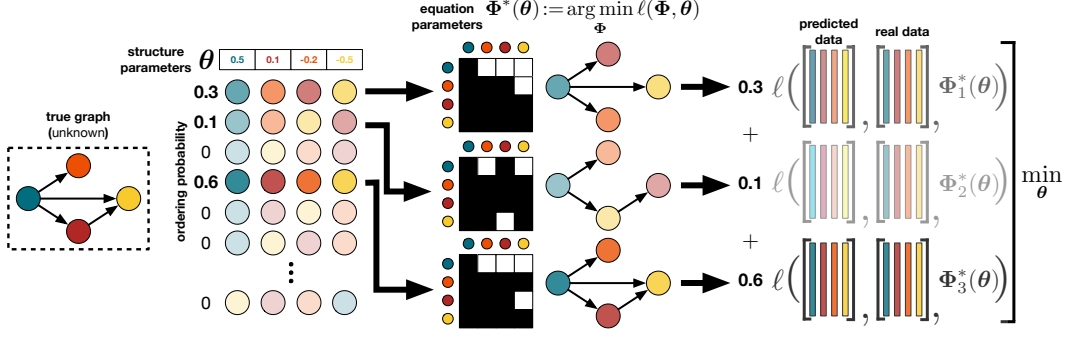 equation
parameters
Φ*(θ) := arg min ℓ(Φ, θ)
Φ
structure
parameters
θ
0.5
0.1
-0.2
-0.5
predicted
data
real data
true graph
(unknown)
ordering probability
0.3
0.1
0
0.6
0
0
0
0.3 ℓ( [ ] , [ ] , Φ₁*(θ))
+
0.1 ℓ( [ ] , [ ] , Φ₂*(θ))
+
0.6 ℓ( [ ] , [ ] , Φ₃*(θ))
min
θ